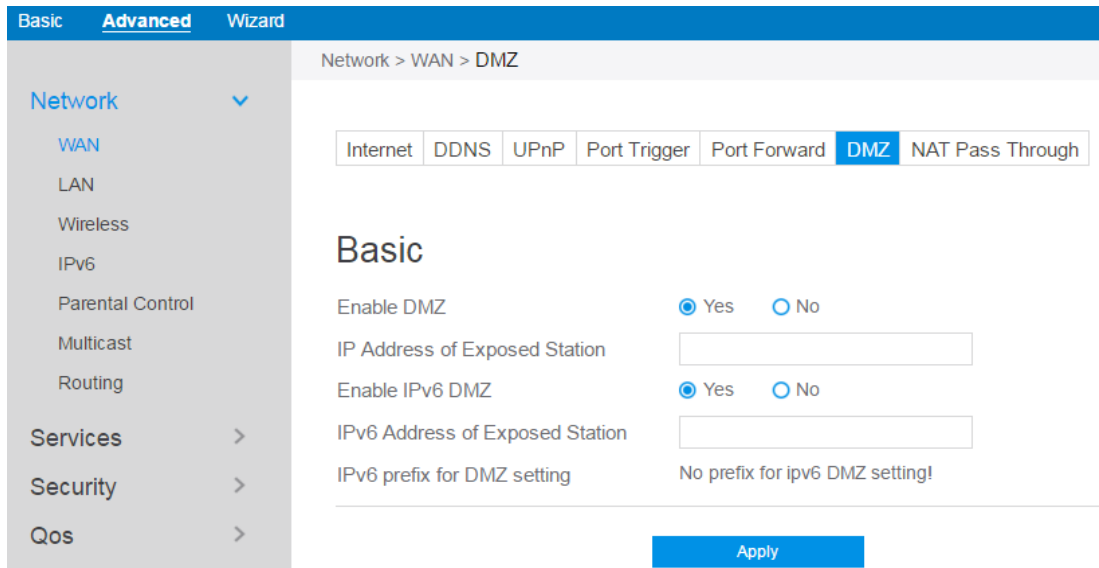 Basic Advanced Wizard
Network > WAN > DMZ
Network
WAN
LAN
Wireless
IPv6
Parental Control
Multicast
Routing
Services
Security
Qos
Internet DDNS UPnP Port Trigger Port Forward DMZ NAT Pass Through
Basic
Enable DMZ Yes No
IP Address of Exposed Station
Enable IPv6 DMZ Yes No
IPv6 Address of Exposed Station
IPv6 prefix for DMZ setting No prefix for ipv6 DMZ setting!
Apply